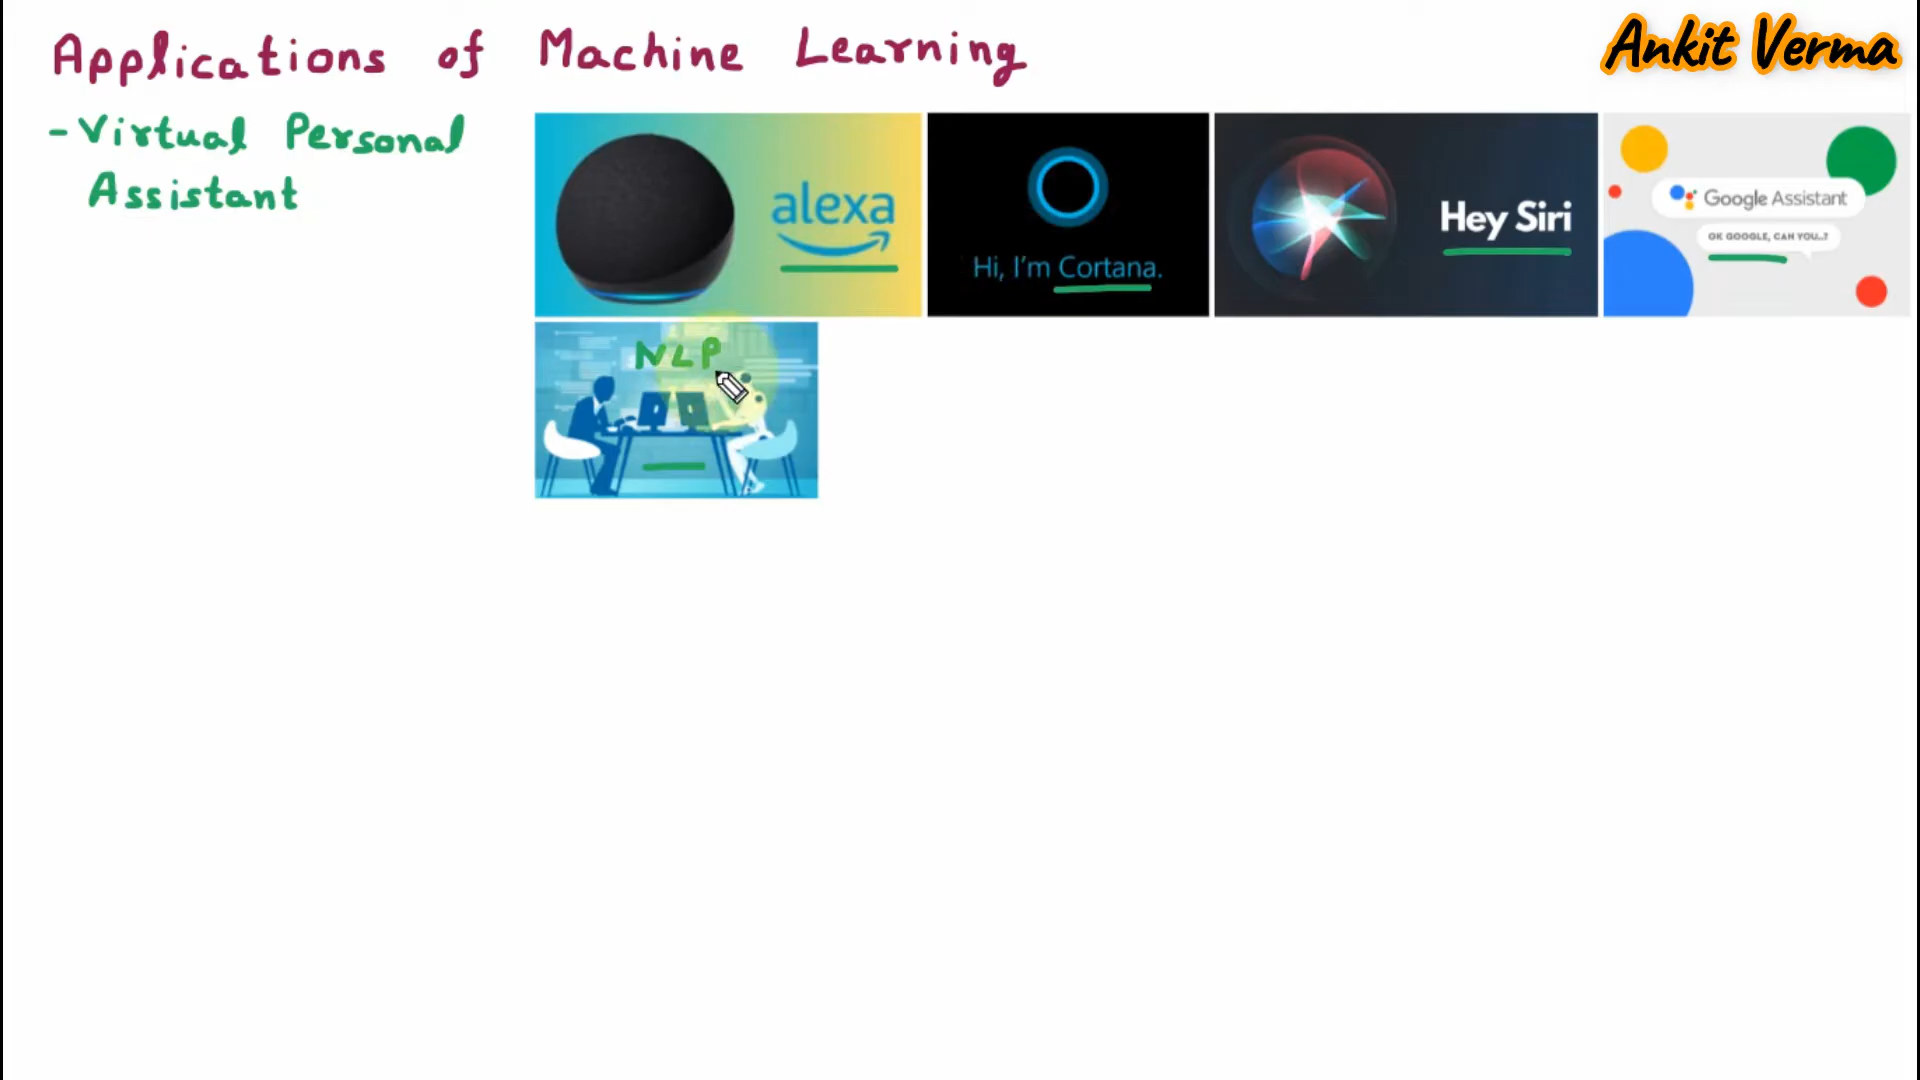 Applications of Machine Learning
Ankit Verma
- Virtual Personal
Assistant
alexa
Hi, I'm Cortana.
Hey Siri
Google Assistant
OK GOOGLE, CAN YOU..?
NLP